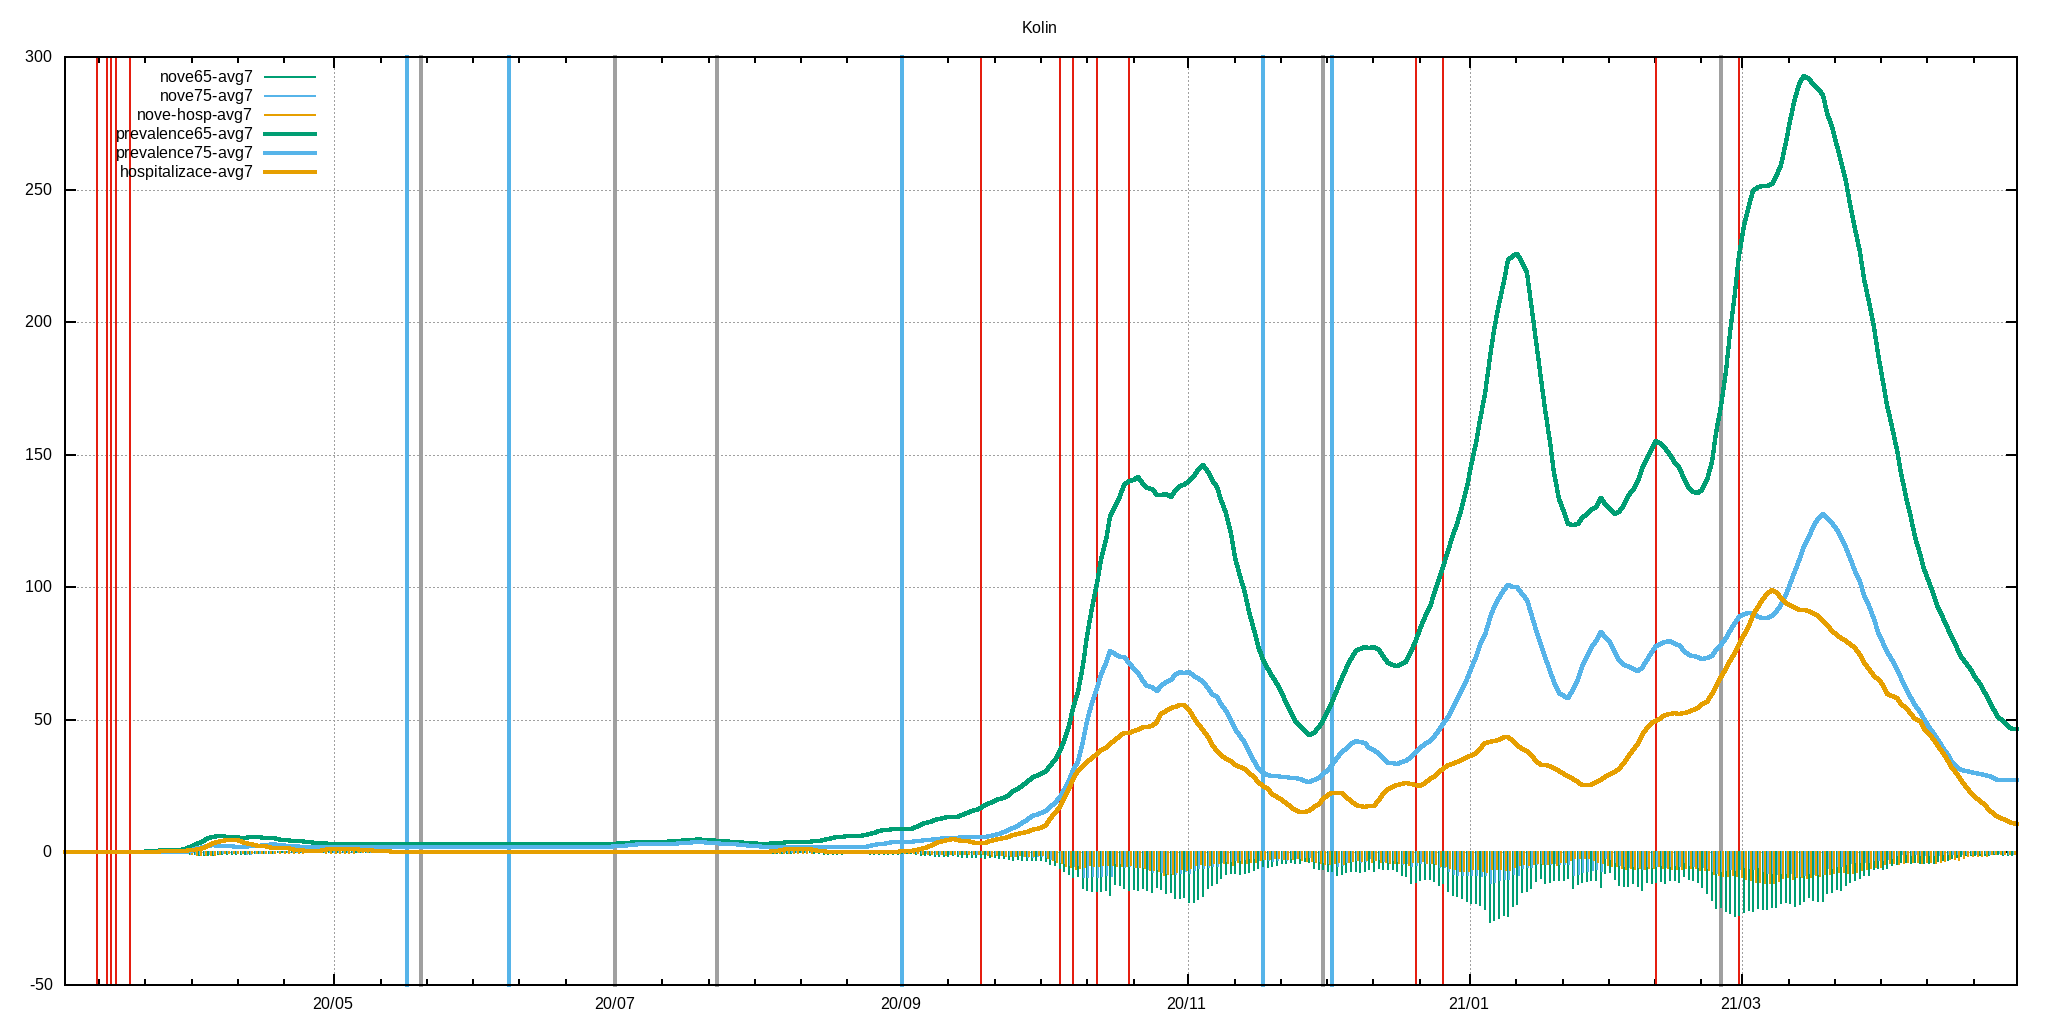 Kolin
300
250
200
150
100
50
0
-50
nove65-avg7
nove75-avg7
nove-hosp-avg7
prevalence65-avg7
prevalence75-avg7
hospitalizace-avg7
20/05 20/07 20/09 20/11 21/01 21/03